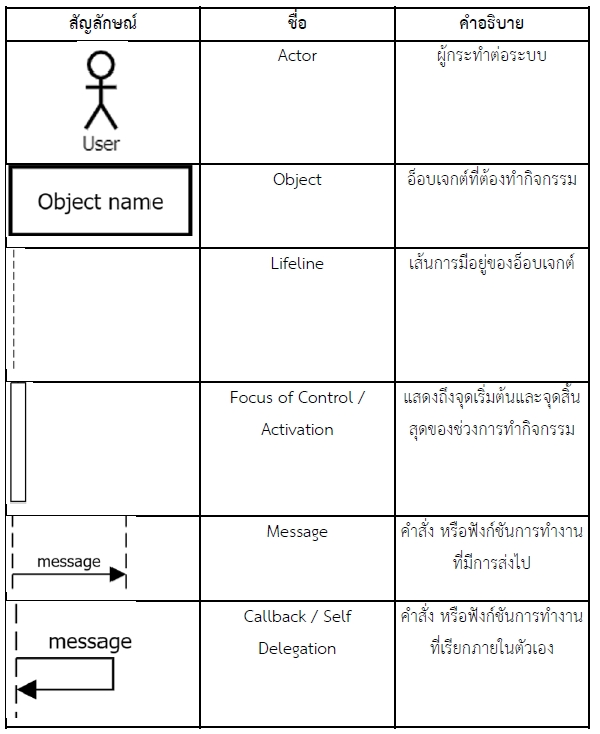 สัญลักษณ์ ชื่อ คำอธิบาย
Actor ผู้กระทำต่อระบบ
User
Object อ็อบเจกต์ที่ต้องทำกิจกรรม
Object name
Lifeline เส้นการมีอยู่ของอ็อบเจกต์
Focus of Control / แสดงถึงจุดเริ่มต้นและจุดสิ้น
Activation สุดของช่วงการทำกิจกรรม
Message คำสั่ง หรือฟังก์ชันการทำงาน
message ที่มีการส่งไป
Callback / Self คำสั่ง หรือฟังก์ชันการทำงาน
message Delegation ที่เรียกภายในตัวเอง